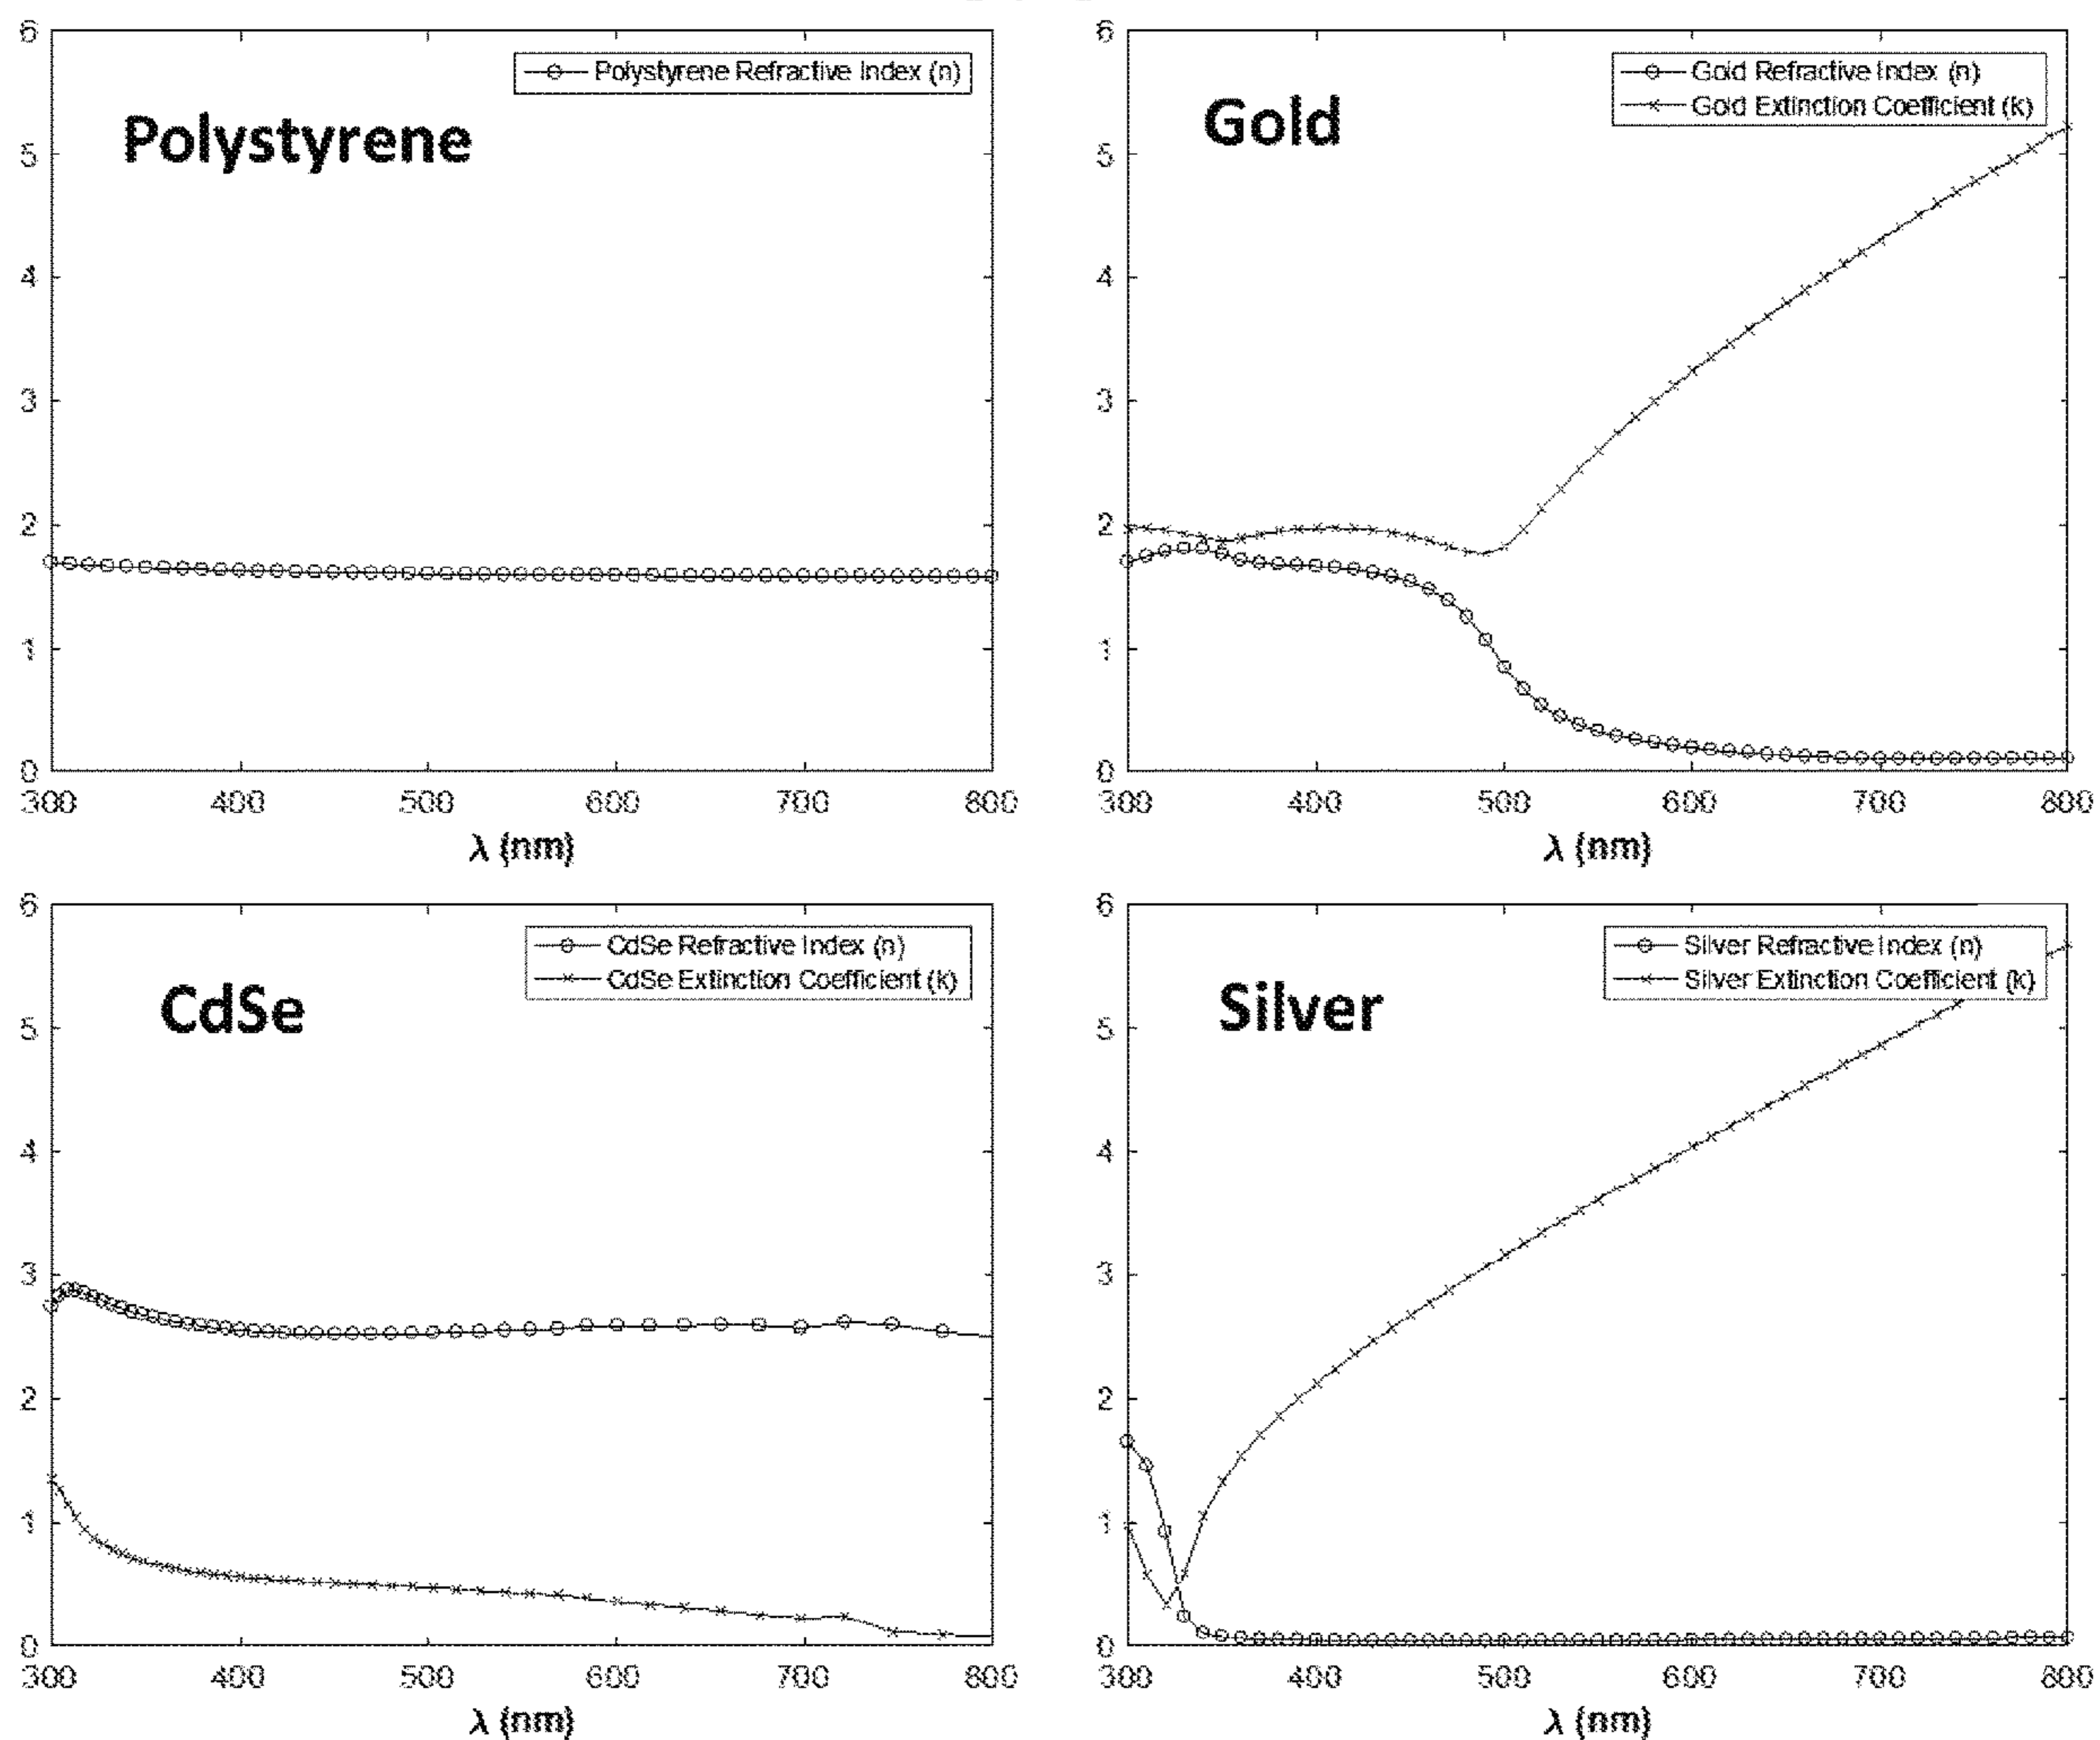 6
Polystyrene Refractive Index (n)
Polystyrene
5
4
3
2
1
0
300 400 500 600 700 800
λ (nm)
6
Gold Refractive Index (n)
Gold Extinction Coefficient (k)
Gold
5
4
3
2
1
0
300 400 500 600 700 800
λ (nm)
6
CdSe Refractive Index (n)
CdSe Extinction Coefficient (k)
CdSe
5
4
3
2
1
0
300 400 500 600 700 800
λ (nm)
6
Silver Refractive Index (n)
Silver Extinction Coefficient (k)
Silver
5
4
3
2
1
0
300 400 500 600 700 800
λ (nm)